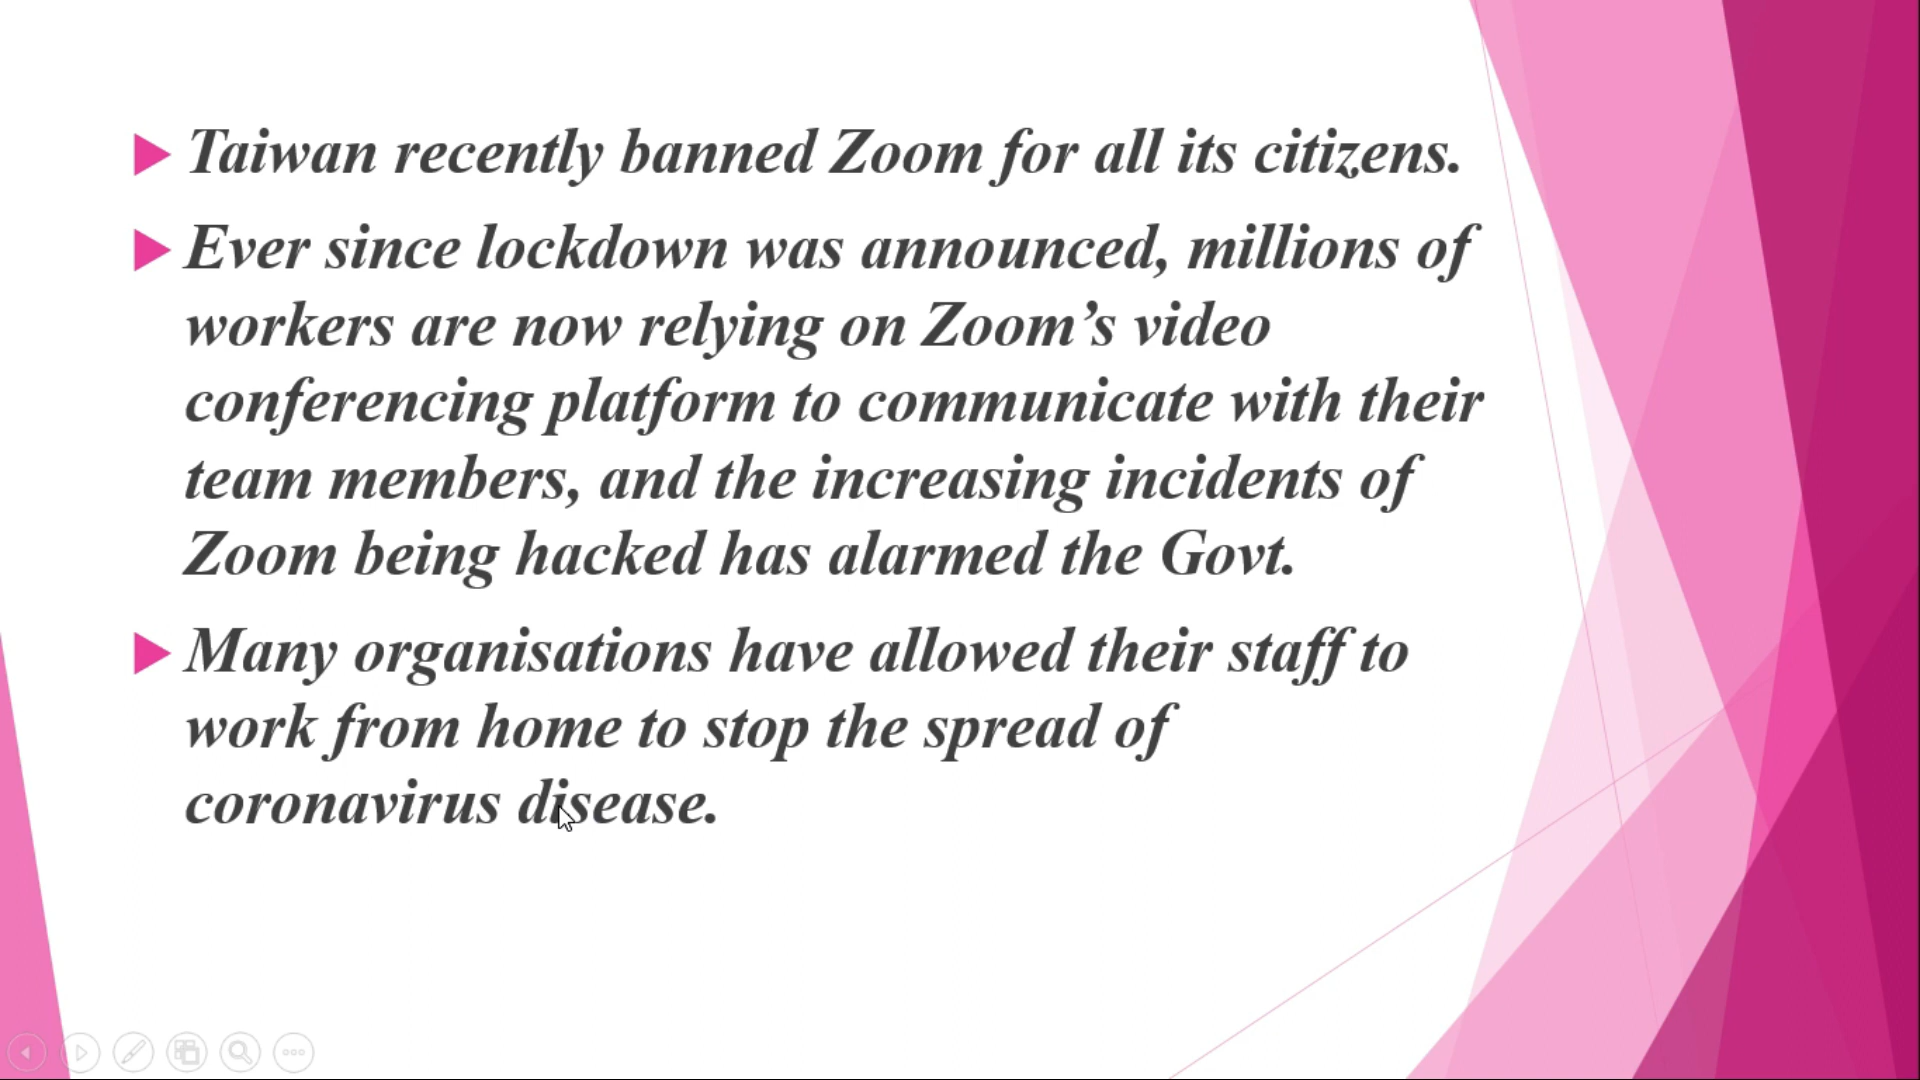 Taiwan recently banned Zoom for all its citizens.
Ever since lockdown was announced, millions of
workers are now relying on Zoom’s video
conferencing platform to communicate with their
team members, and the increasing incidents of
Zoom being hacked has alarmed the Govt.
Many organisations have allowed their staff to
work from home to stop the spread of
coronavirus disease.